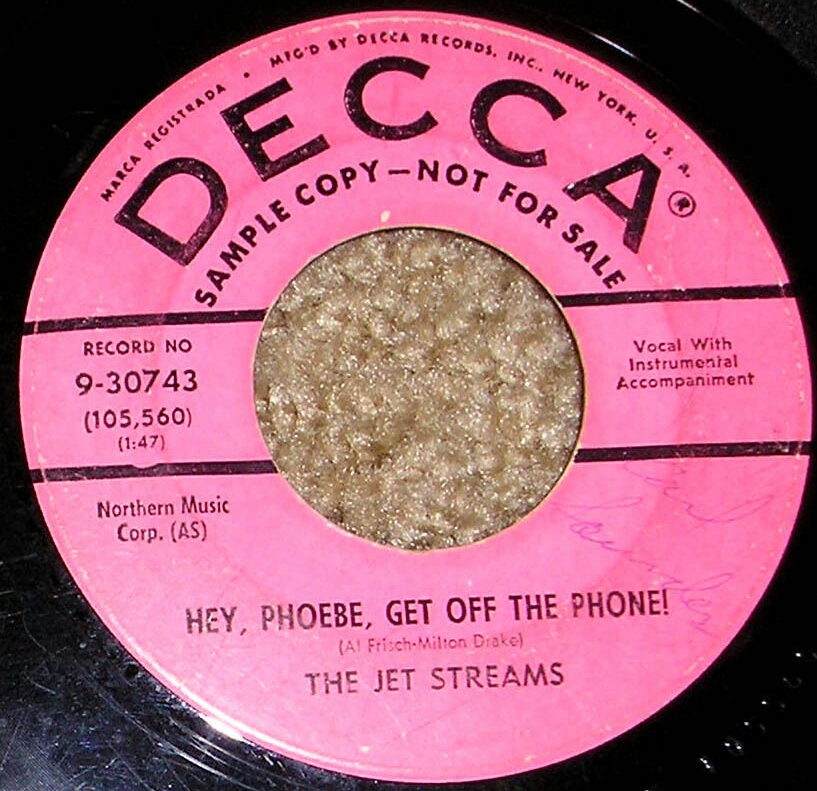 MARCA REGISTRADA • MFG'D BY DECCA RECORDS, INC., NEW YORK, U. S. A.
DECCA®
SAMPLE COPY—NOT FOR SALE
RECORD NO
9-30743
(105,560)
(1:47)
Vocal With
Instrumental
Accompaniment
Northern Music
Corp. (AS)
HEY, PHOEBE, GET OFF THE PHONE!
(Al Frisch-Milton Drake)
THE JET STREAMS